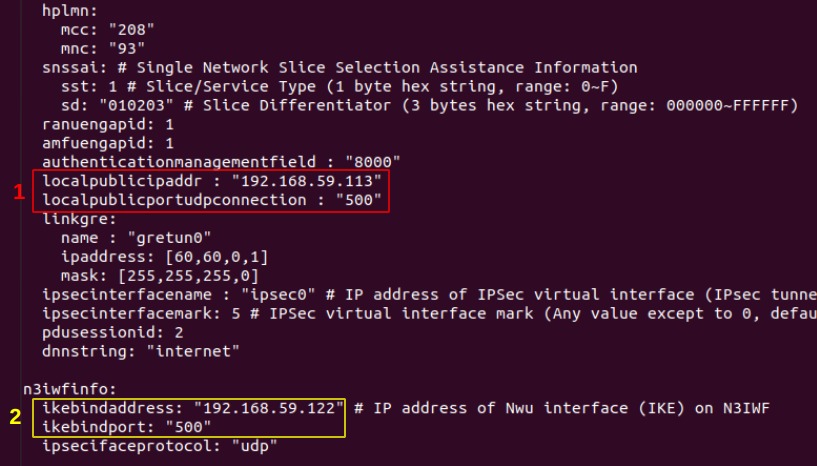 hplmn:
mcc: "208"
mnc: "93"
snssai: # Single Network Slice Selection Assistance Information
sst: 1 # Slice/Service Type (1 byte hex string, range: 0~F)
sd: "010203" # Slice Differentiator (3 bytes hex string, range: 000000~FFFFFF)
ranuengapid: 1
amfuengapid: 1
authenticationmanagementfield : "8000"
1 localpublicipaddr : "192.168.59.113"
localpublicportudpconnection : "500"
linkgre:
name : "gretun0"
ipaddress: [60,60,0,1]
mask: [255,255,255,0]
ipsecinterfacename : "ipsec0" # IP address of IPSec virtual interface (IPsec tunne
ipsecinterfacemark: 5 # IPSec virtual interface mark (Any value except to 0, defau
pdusessionid: 2
dnnstring: "internet"
n3iwfinfo:
2 ikebindaddress: "192.168.59.122" # IP address of Nwu interface (IKE) on N3IWF
ikebindport: "500"
ipsecifaceprotocol: "udp"